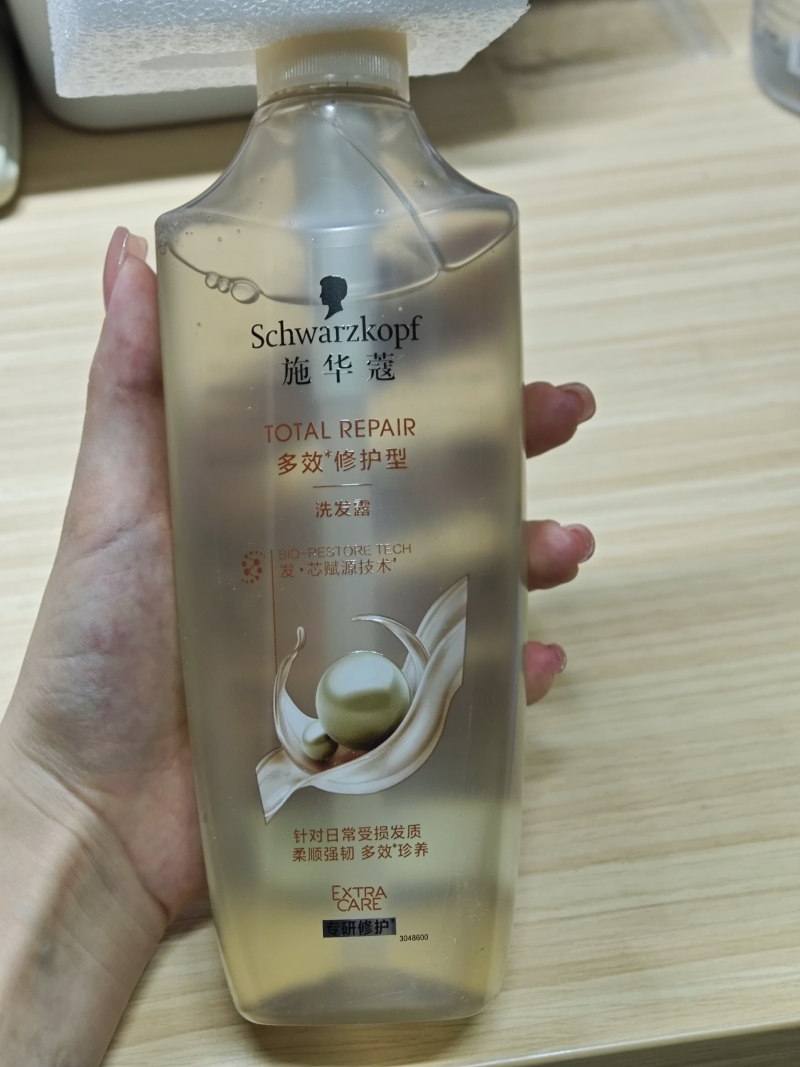 Schwarzkopf
施华蔻
TOTAL REPAIR
多效*修护型
洗发露
BIO-RESTORE TECH
发·芯赋源技术*
针对日常受损发质
柔顺强韧 多效*珍养
EXTRA
CARE
专研修护*
3048600